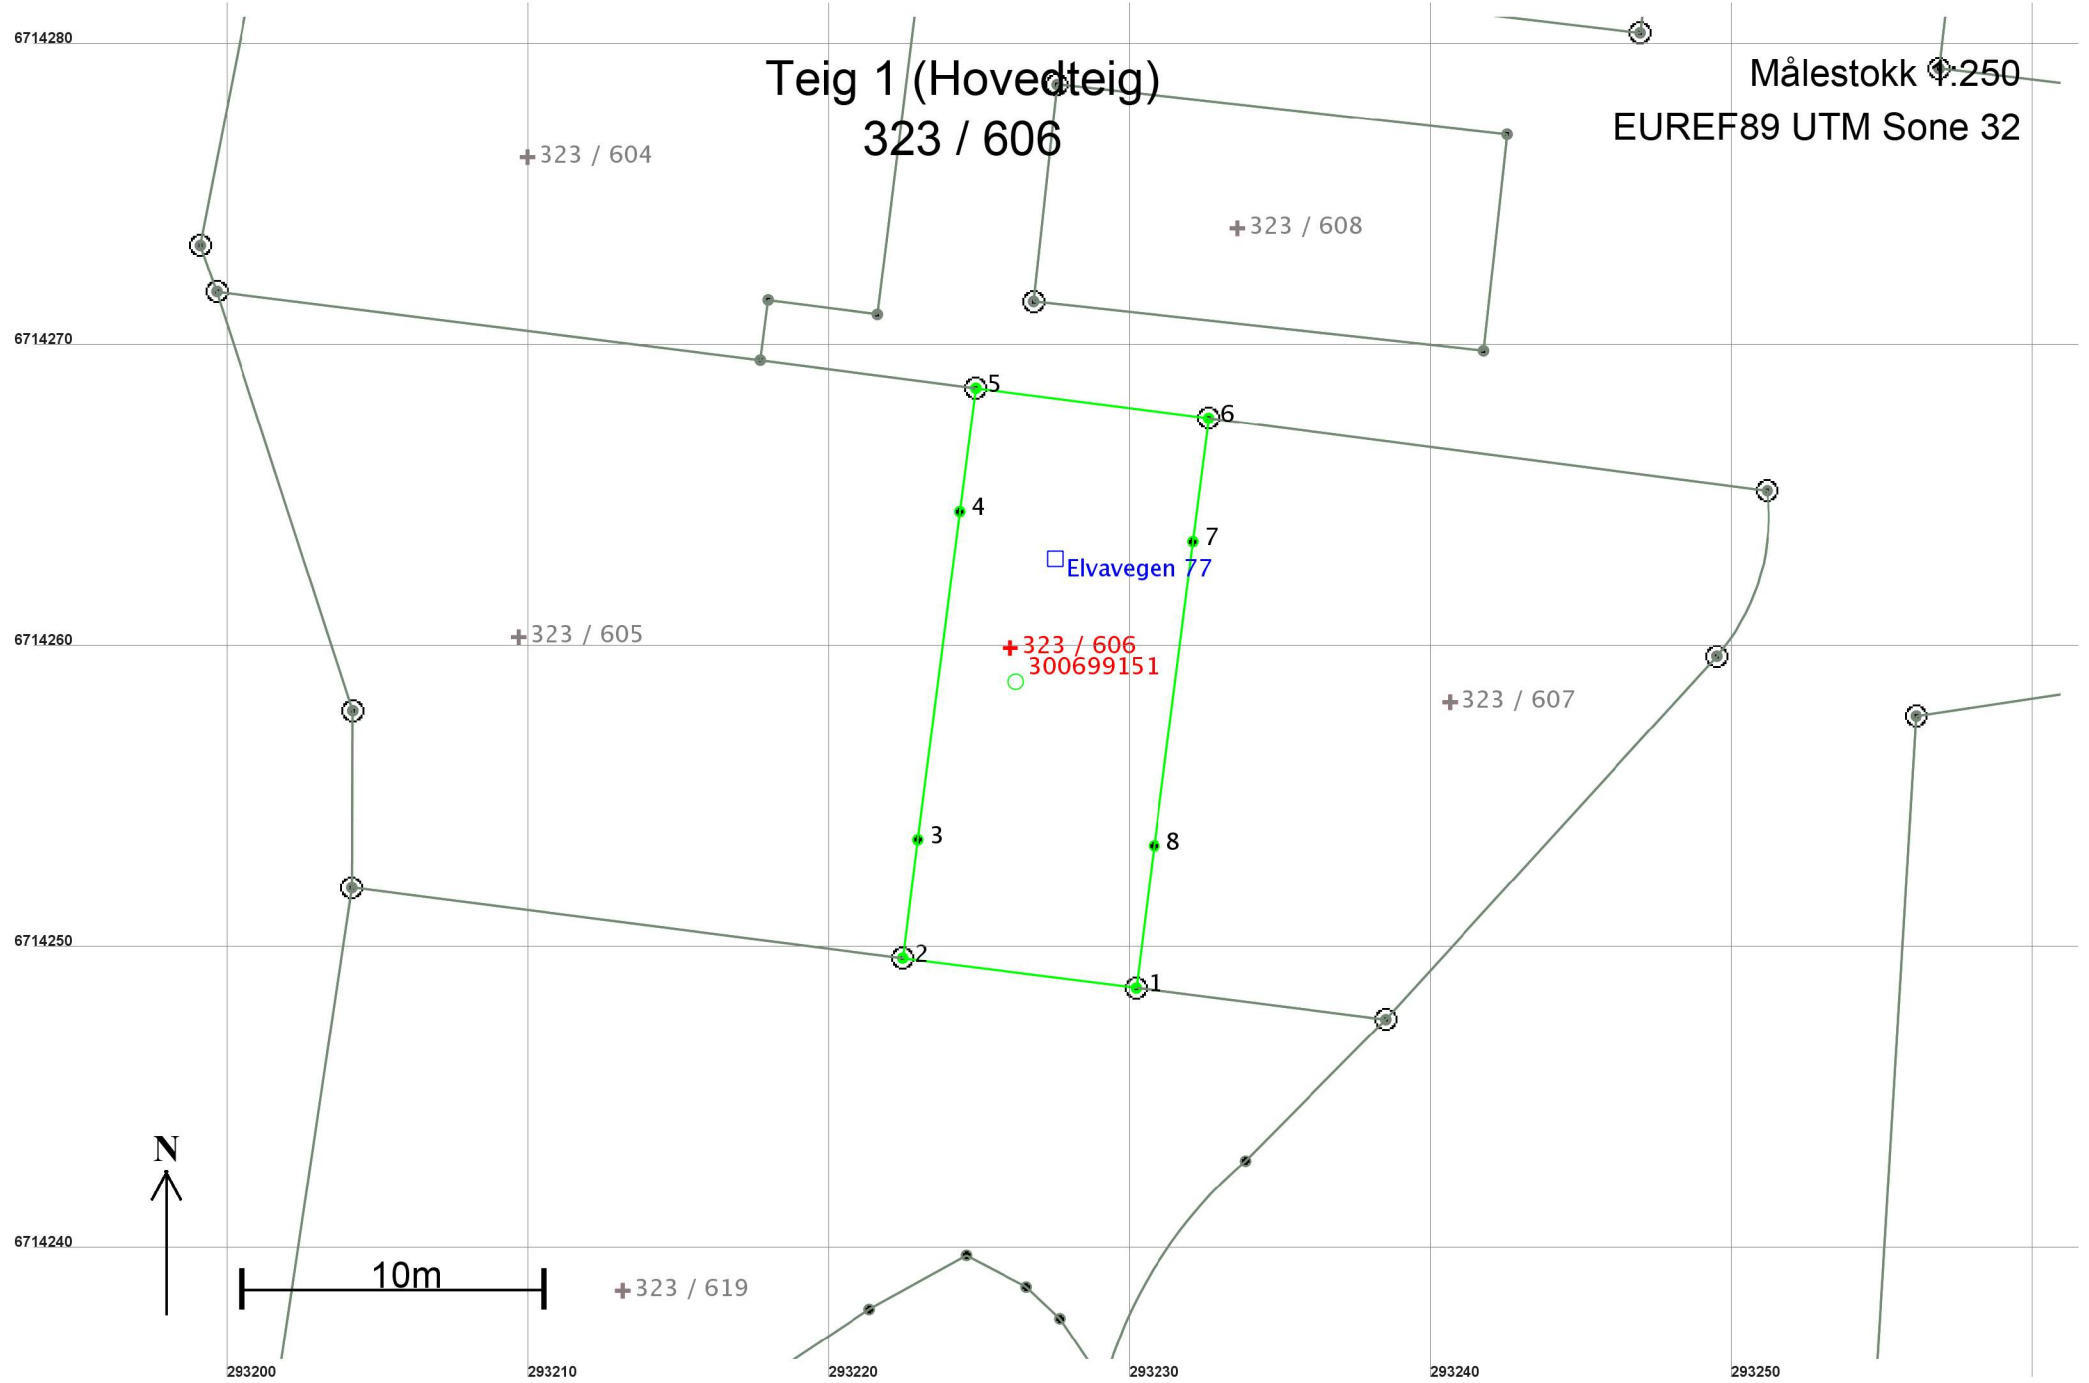 6714280
Teig 1 (Hovedteig)
Målestokk 1:250
323 / 606
EUREF89 UTM Sone 32
323 / 604
323 / 608
6714270
5
6
4
7
Elvavegen 77
323 / 605
6714260
323 / 606
300699151
323 / 607
3
8
6714250
2
1
N
6714240
10m
323 / 619
293200
293210
293220
293230
293240
293250